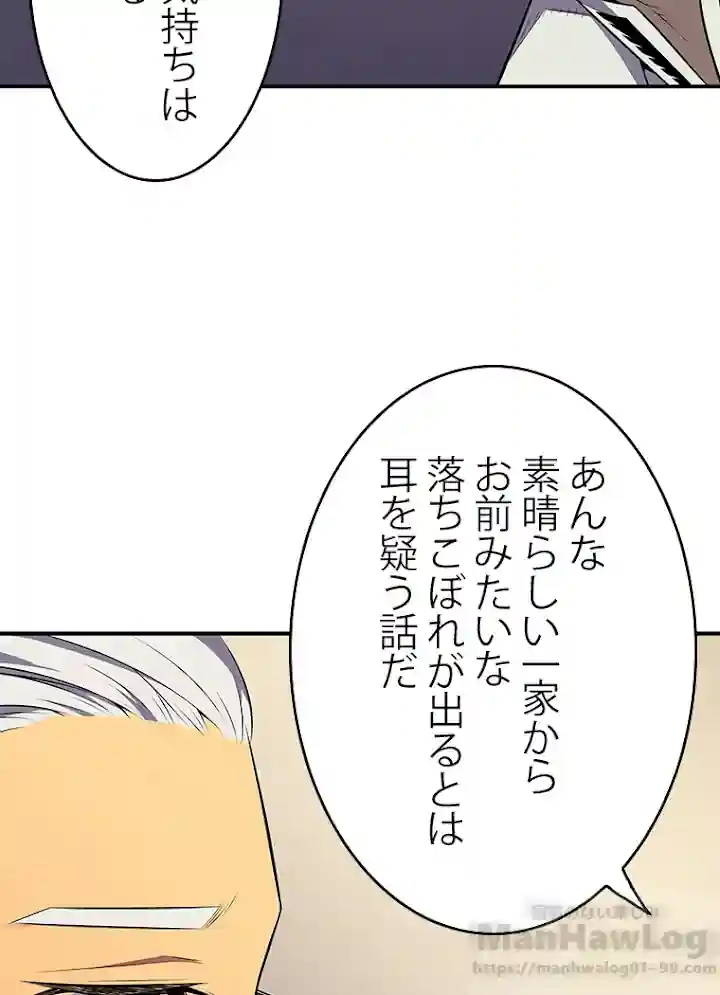 持ちは
る
あんな
素晴らしい一家から
お前みたいな
落ちこぼれが出るとは
耳を疑う話だ
ManHawLog
https://manhwalog01-90.com